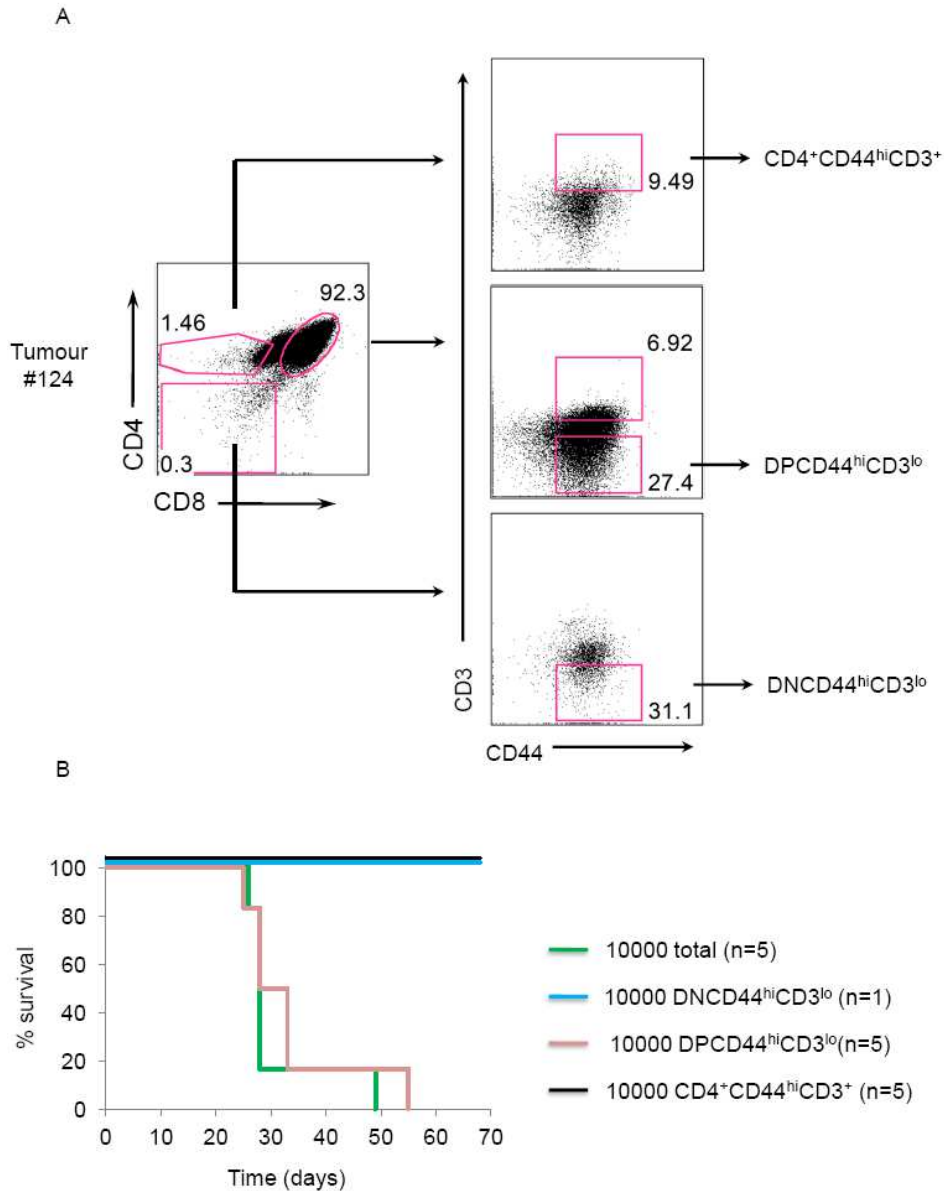 A
CD4⁺CD44ʰⁱCD3⁺
9.49
92.3
1.46
6.92
Tumour
#124
CD4
0.3
CD8
DPCD44ʰⁱCD3ˡᵒ
27.4
CD3
DNCD44ʰⁱCD3ˡᵒ
31.1
CD44
B
% survival
100
80
60
40
20
0
0 10 20 30 40 50 60 70
Time (days)
10000 total (n=5)
10000 DNCD44ʰⁱCD3ˡᵒ (n=1)
10000 DPCD44ʰⁱCD3ˡᵒ(n=5)
10000 CD4⁺CD44ʰⁱCD3⁺ (n=5)